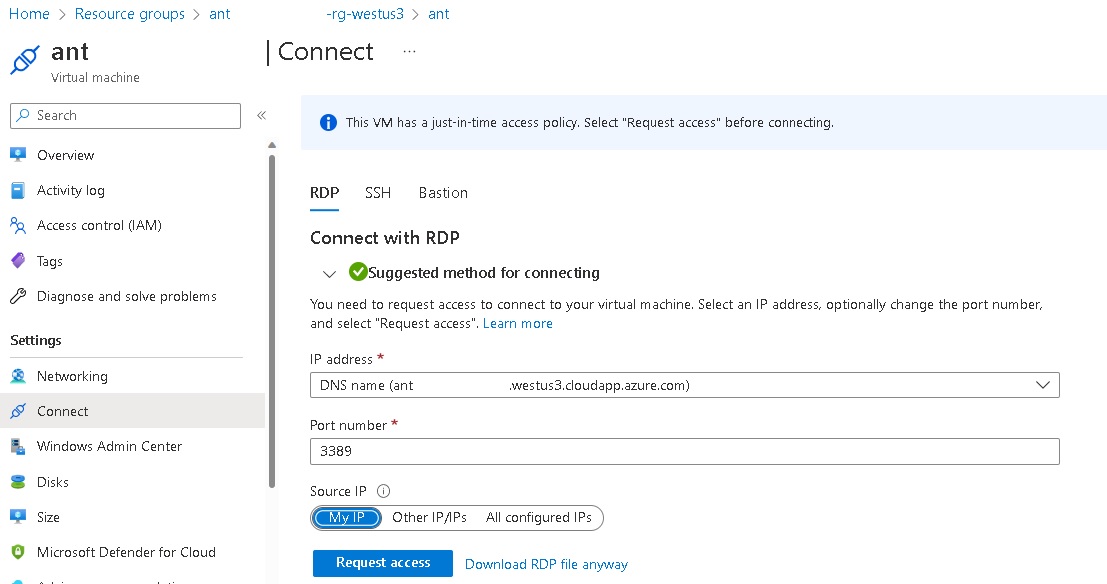 Home > Resource groups > ant -rg-westus3 > ant
ant | Connect ...
Virtual machine
Search «
Overview
Activity log
Access control (IAM)
Tags
Diagnose and solve problems
Settings
Networking
Connect
Windows Admin Center
Disks
Size
Microsoft Defender for Cloud
This VM has a just-in-time access policy. Select "Request access" before connecting.
RDP SSH Bastion
Connect with RDP
Suggested method for connecting
You need to request access to connect to your virtual machine. Select an IP address, optionally change the port number,
and select "Request access". Learn more
IP address *
DNS name (ant .westus3.cloudapp.azure.com)
Port number *
3389
Source IP
My IP Other IP/IPs All configured IPs
Request access Download RDP file anyway